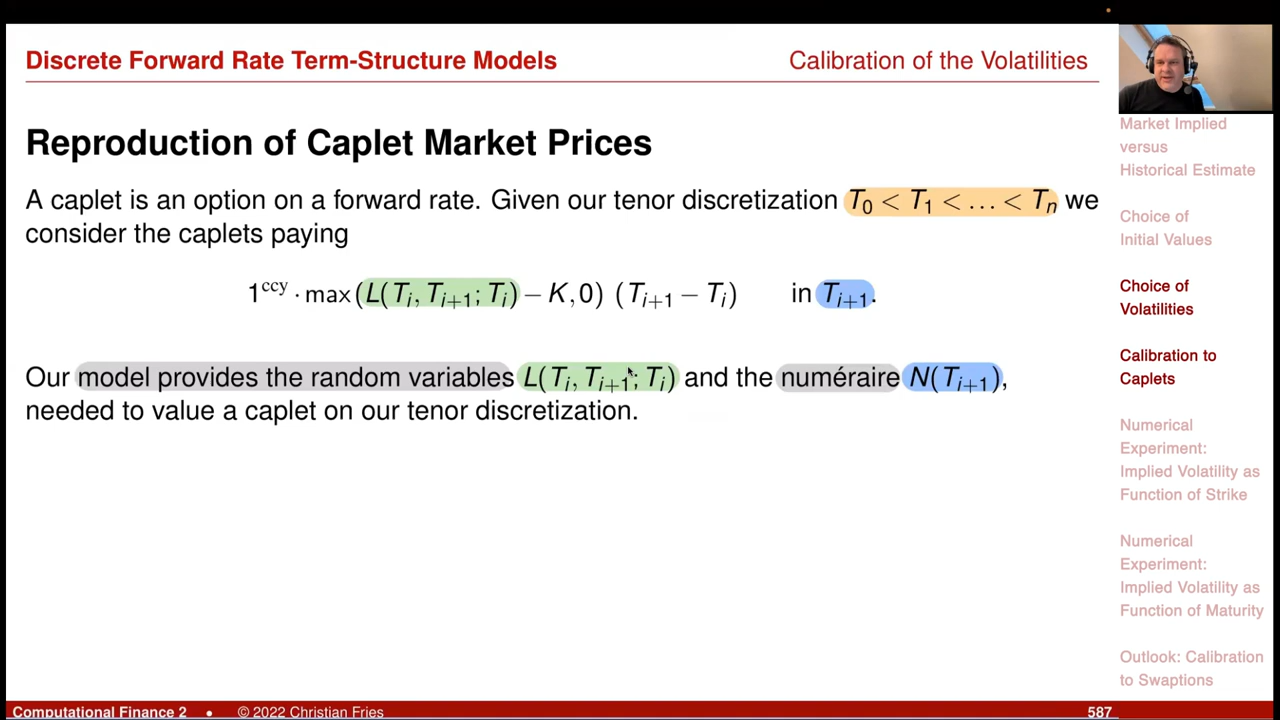 Discrete Forward Rate Term-Structure Models
Calibration of the Volatilities
Reproduction of Caplet Market Prices
A caplet is an option on a forward rate. Given our tenor discretization T₀ < T₁ < … < Tₙ we
consider the caplets paying
1ᶜᶜʸ · max (L(Tᵢ, Tᵢ₊₁; Tᵢ) − K, 0) (Tᵢ₊₁ − Tᵢ) in Tᵢ₊₁.
Our model provides the random variables L(Tᵢ, Tᵢ₊₁; Tᵢ) and the numéraire N(Tᵢ₊₁),
needed to value a caplet on our tenor discretization.
Market Implied
versus
Historical Estimate
Choice of
Initial Values
Choice of
Volatilities
Calibration to
Caplets
Numerical
Experiment:
Implied Volatility as
Function of Strike
Numerical
Experiment:
Implied Volatility as
Function of Maturity
Outlook: Calibration
to Swaptions
Computational Finance 2 • © 2022 Christian Fries
587